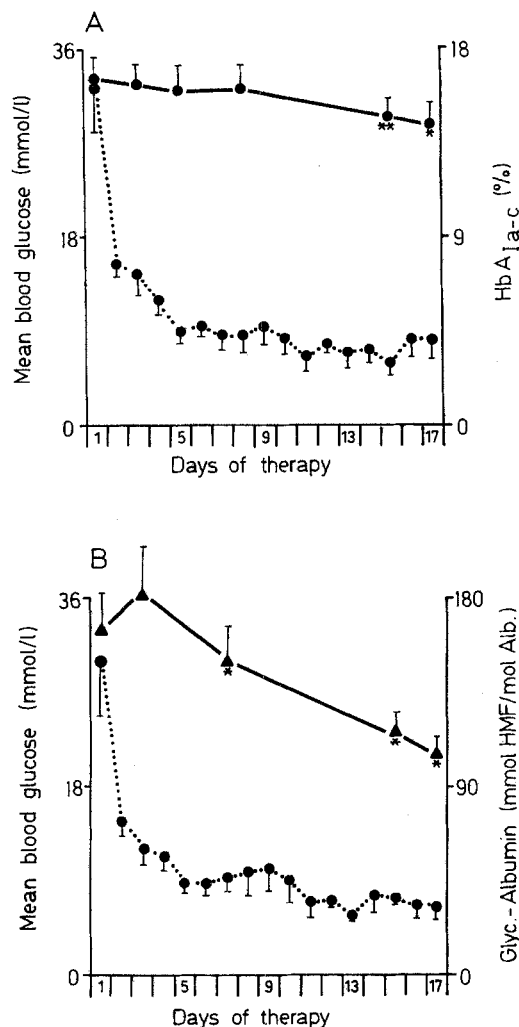 A
36
18
0
Mean blood glucose (mmol/l)
18
9
0
HbA Ia-c (%)
** *
1 5 9 13 17
Days of therapy
B
36
18
0
Mean blood glucose (mmol/l)
180
90
0
Glyc.-Albumin (mmol HMF/mol Alb.)
*
*
*
1 5 9 13 17
Days of therapy